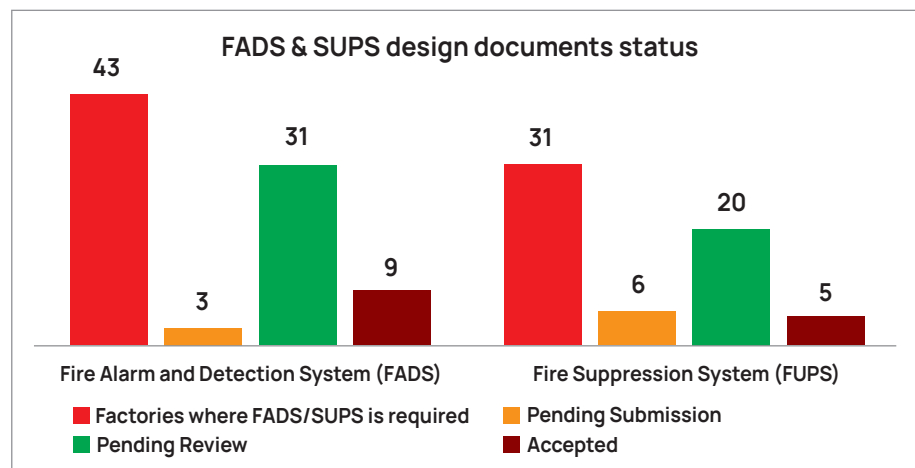 FADS & SUPS design documents status
43
3
31
9
31
6
20
5
Fire Alarm and Detection System (FADS)
Fire Suppression System (FUPS)
Factories where FADS/SUPS is required
Pending Submission
Pending Review
Accepted